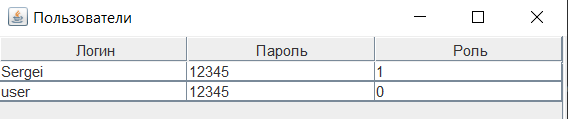 Пользователи
Логин Пароль Роль
Sergei 12345 1
user 12345 0